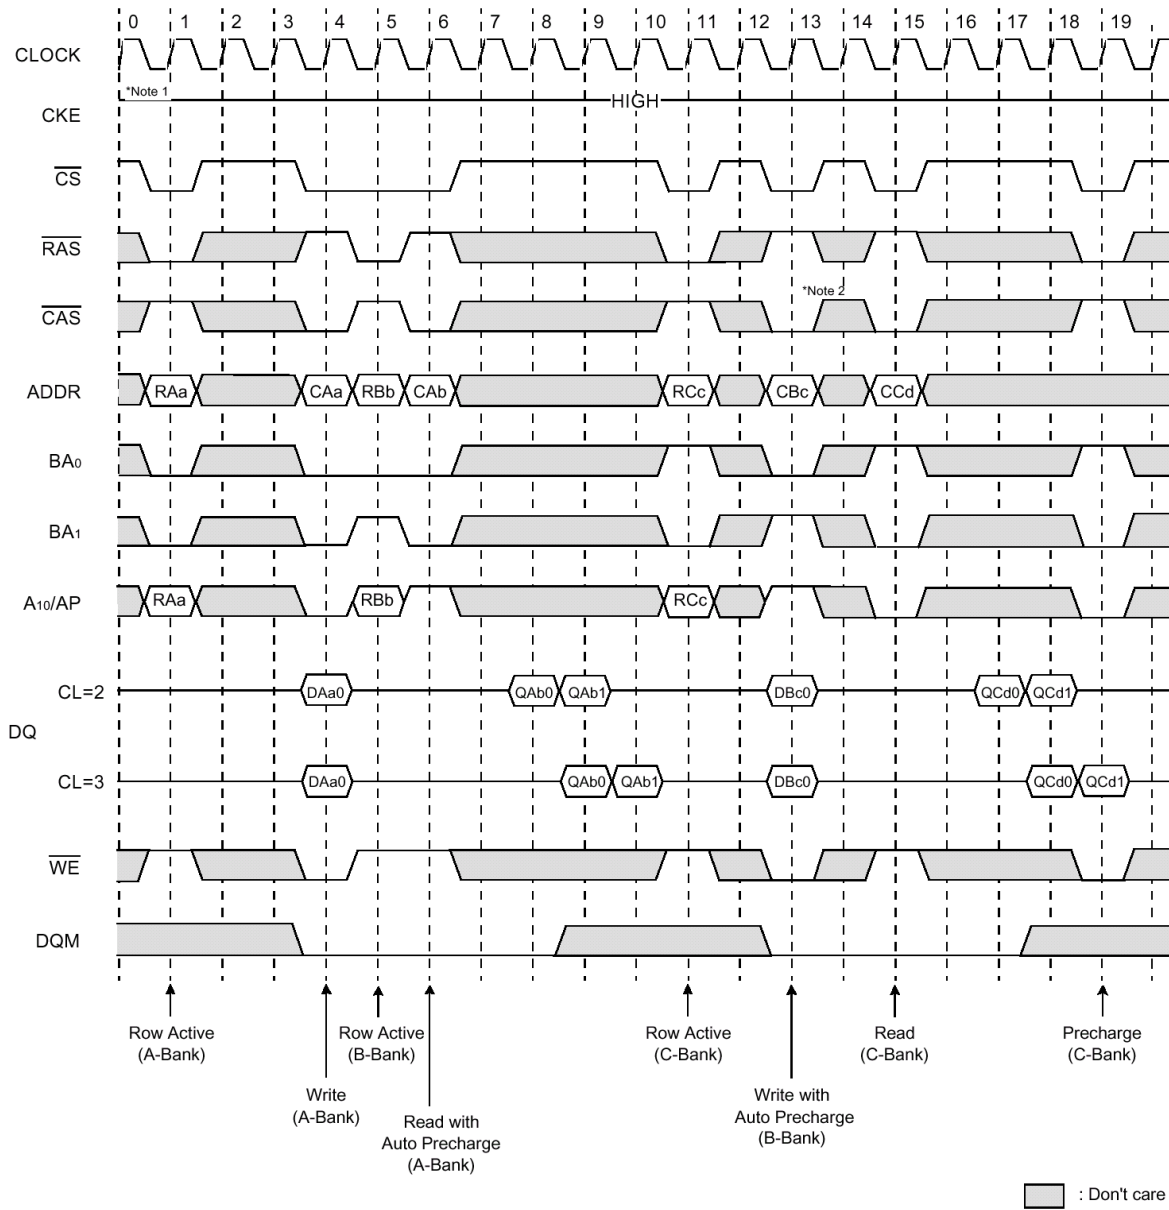 0 1 2 3 4 5 6 7 8 9 10 11 12 13 14 15 16 17 18 19
CLOCK
*Note 1
HIGH
CKE
CS
RAS
*Note 2
CAS
ADDR RAa CAa RBb CAb RCc CBc CCd
BA0
BA1
A10/AP RAa RBb RCc
CL=2 DAa0 QAb0 QAb1 DBc0 QCd0 QCd1
DQ
CL=3 DAa0 QAb0 QAb1 DBc0 QCd0 QCd1
WE
DQM
Row Active
(A-Bank)
Row Active
(B-Bank)
Row Active
(C-Bank)
Read
(C-Bank)
Precharge
(C-Bank)
Write
(A-Bank)
Read with
Auto Precharge
(A-Bank)
Write with
Auto Precharge
(B-Bank)
: Don't care